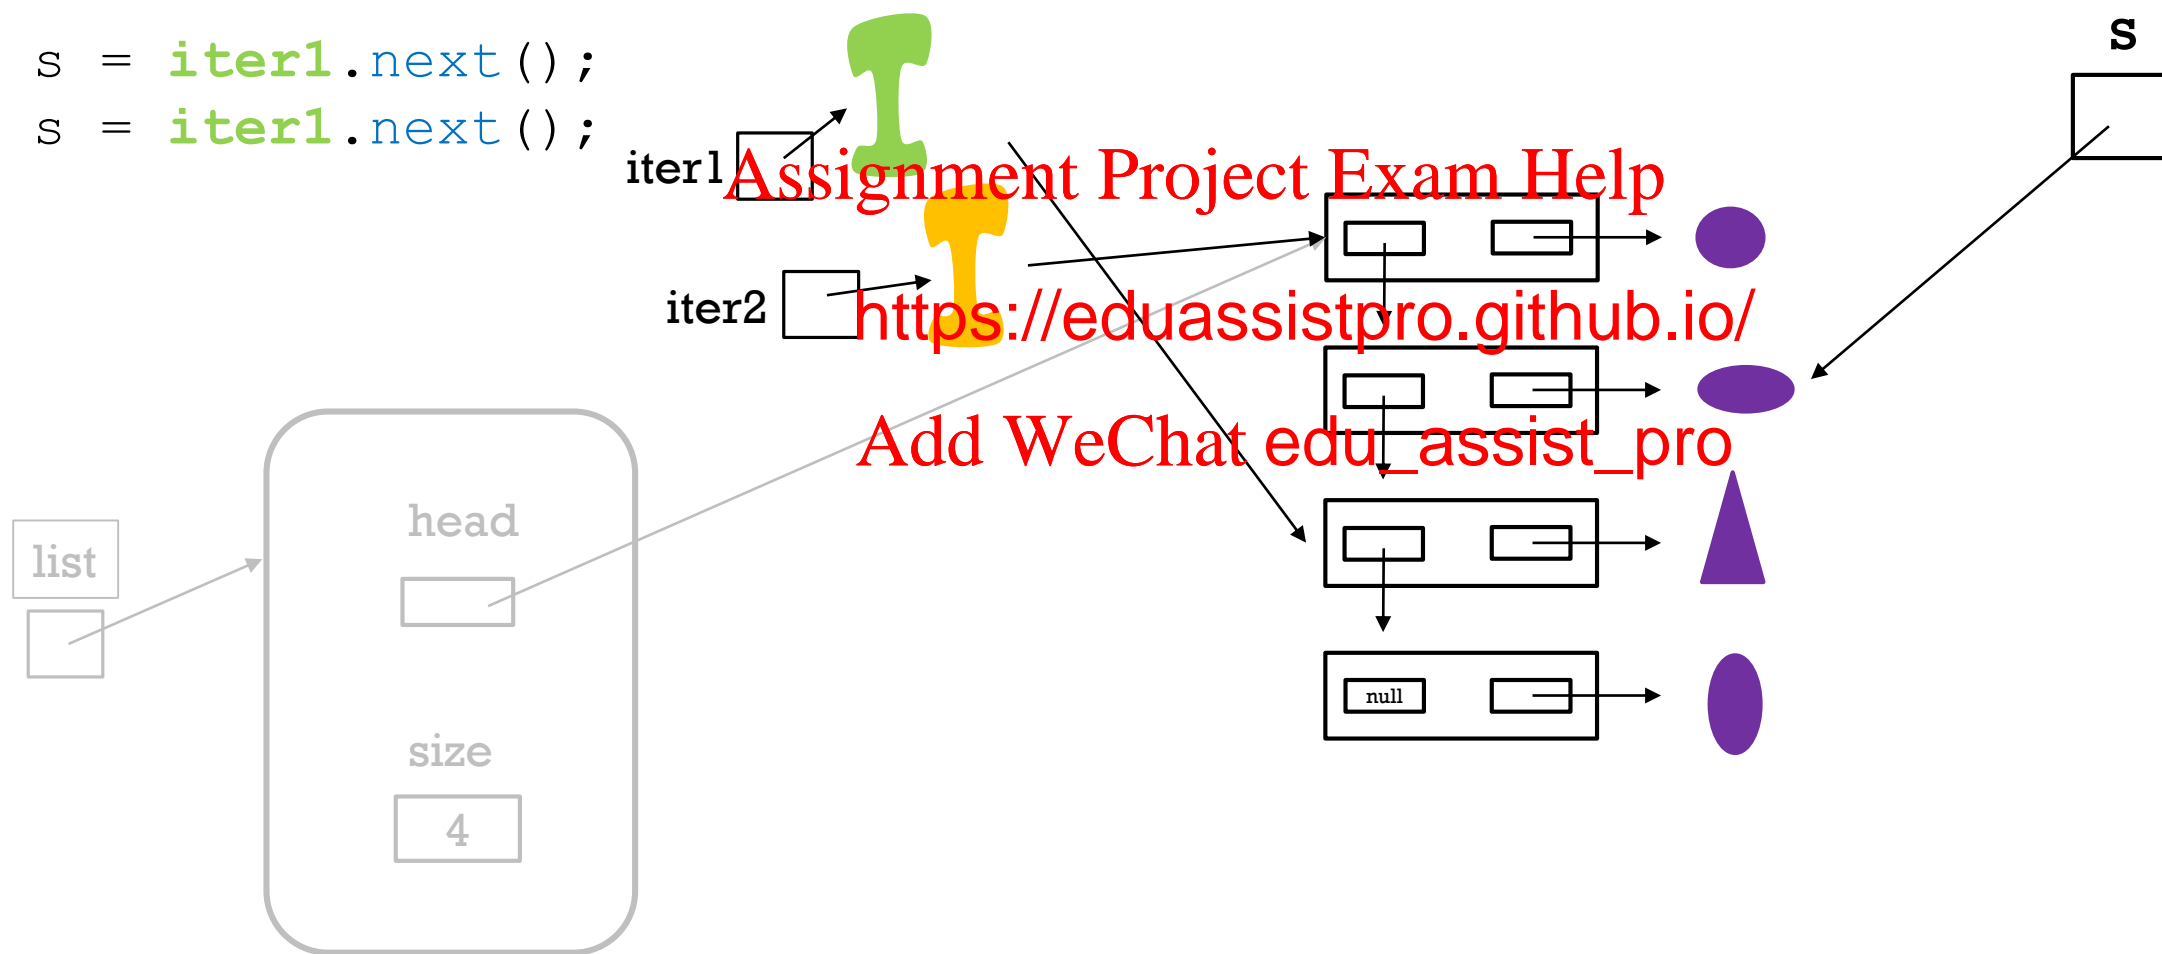 s = iter1.next();
s = iter1.next();
s
iter1
Assignment Project Exam Help
iter2
https://eduassistpro.github.io/
Add WeChat edu_assist_pro
head
list
null
size
4